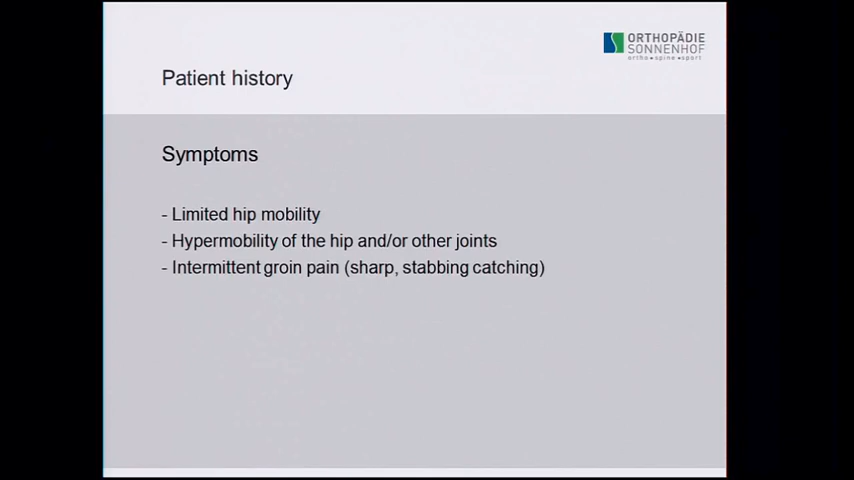 ORTHOPÄDIE
SONNENHOF
ortho spine sport
Patient history
Symptoms
- Limited hip mobility
- Hypermobility of the hip and/or other joints
- Intermittent groin pain (sharp, stabbing catching)